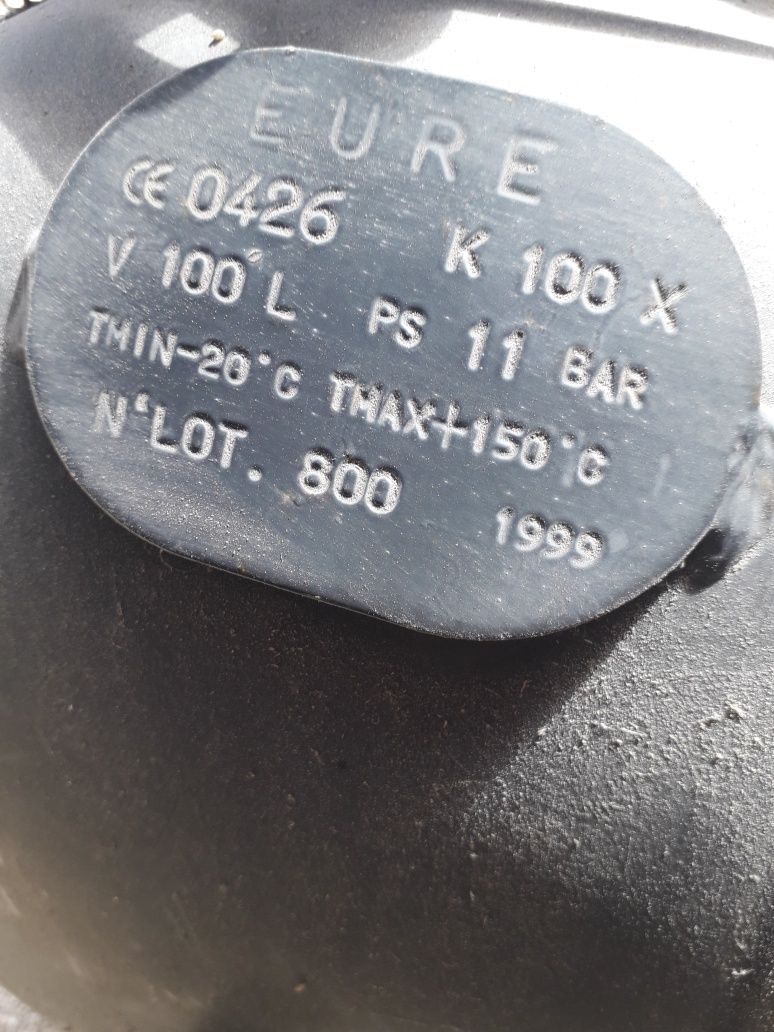 EURE
CE 0426 K 100 X
V 100 L PS 11 BAR
TMIN-20°C TMAX+150°C
N°LOT. 800 1999